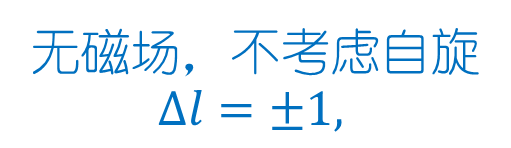 无磁场，不考虑自旋
Δl = ±1,